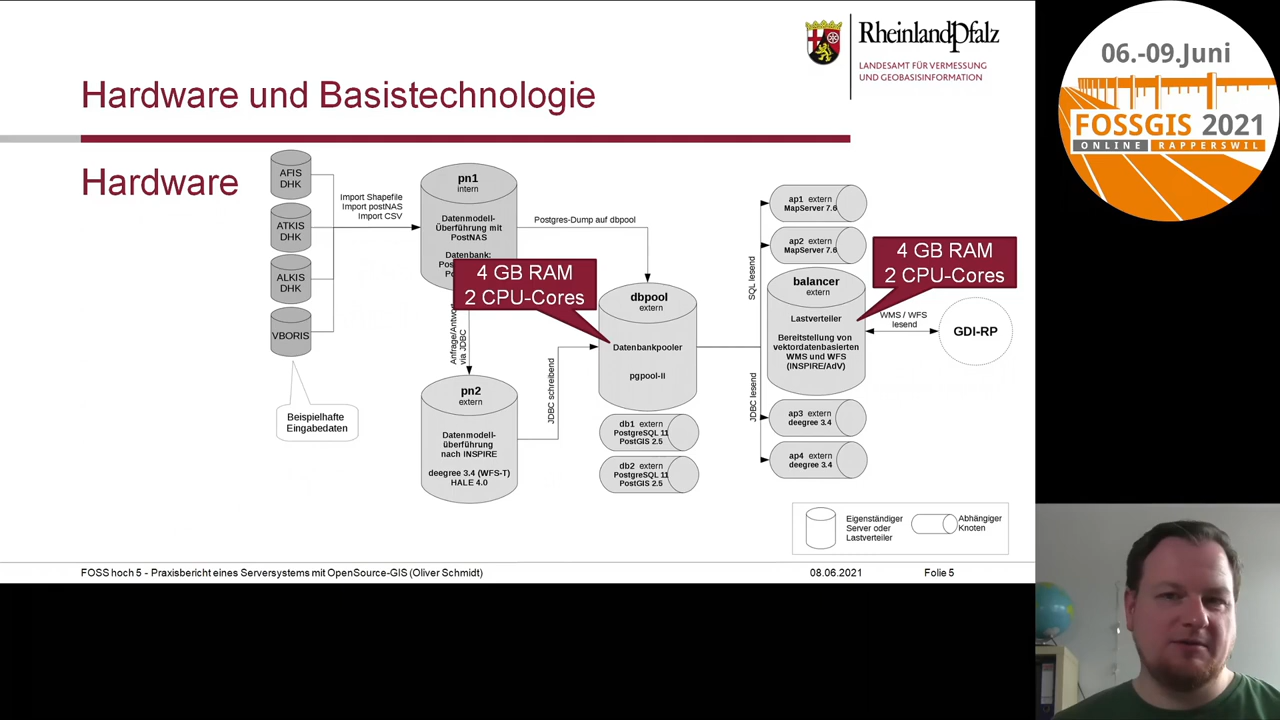 Rheinland Pfalz
LANDESAMT FÜR VERMESSUNG
UND GEOBASISINFORMATION
06.-09.Juni
FOSSGIS 2021
ONLINE RAPPERSWIL
Hardware und Basistechnologie
Hardware
AFIS
DHK
ATKIS
DHK
ALKIS
DHK
VBORIS
Beispielhafte
Eingabedaten
Import Shapefile
Import postNAS
Import CSV
pn1
intern
Datenmodell-
Überführung mit
PostNAS
Datenbank:
Postgres-Dump auf dbpool
4 GB RAM
2 CPU-Cores
Anfrage/Antwort
via JDBC
pn2
extern
Datenmodell-
überführung
nach INSPIRE
deegree 3.4 (WFS-T)
HALE 4.0
JDBC schreibend
dbpool
extern
Datenbankpooler
pgpool-II
db1 extern
PostgreSQL 11
PostGIS 2.5
db2 extern
PostgreSQL 11
PostGIS 2.5
SQL lesend
JDBC lesend
ap1 extern
MapServer 7.6
ap2 extern
MapServer 7.6
balancer
extern
Lastverteiler
Bereitstellung von
vektordatenbasierten
WMS und WFS
(INSPIRE/AdV)
4 GB RAM
2 CPU-Cores
WMS / WFS
lesend
GDI-RP
ap3 extern
deegree 3.4
ap4 extern
deegree 3.4
Eigenständiger
Server oder
Lastverteiler
Abhängiger
Knoten
FOSS hoch 5 - Praxisbericht eines Serversystems mit OpenSource-GIS (Oliver Schmidt)
08.06.2021
Folie 5